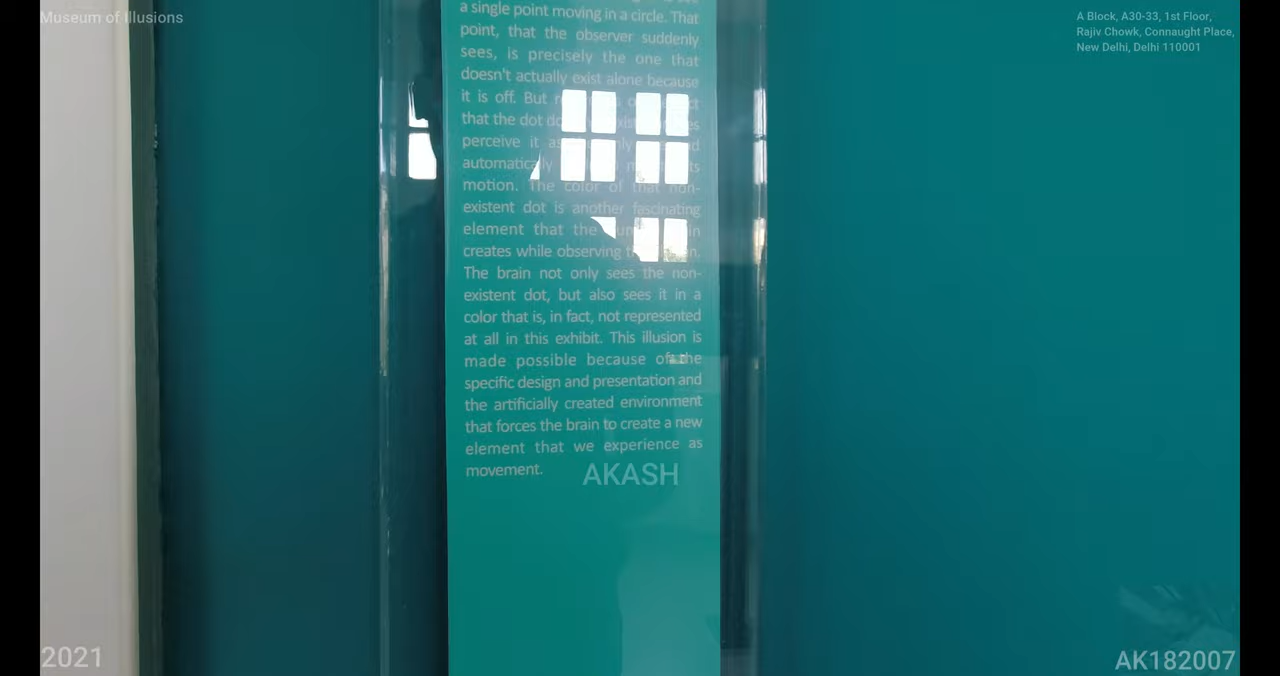 Museum of Illusions
A Block, A30-33, 1st Floor,
Rajiv Chowk, Connaught Place,
New Delhi, Delhi 110001
a single point moving in a circle. That
point, that the observer suddenly
sees, is precisely the one that
doesn't actually exist alone because
it is off. But
that the dot
perceive it
automatically
motion. The color of that non-
existent dot is another fascinating
element that the
creates while observing
The brain not only sees the non-
existent dot, but also sees it in a
color that is, in fact, not represented
at all in this exhibit. This illusion is
made possible because of the
specific design and presentation and
the artificially created environment
that forces the brain to create a new
element that we experience as
movement.
AKASH
2021
AK182007